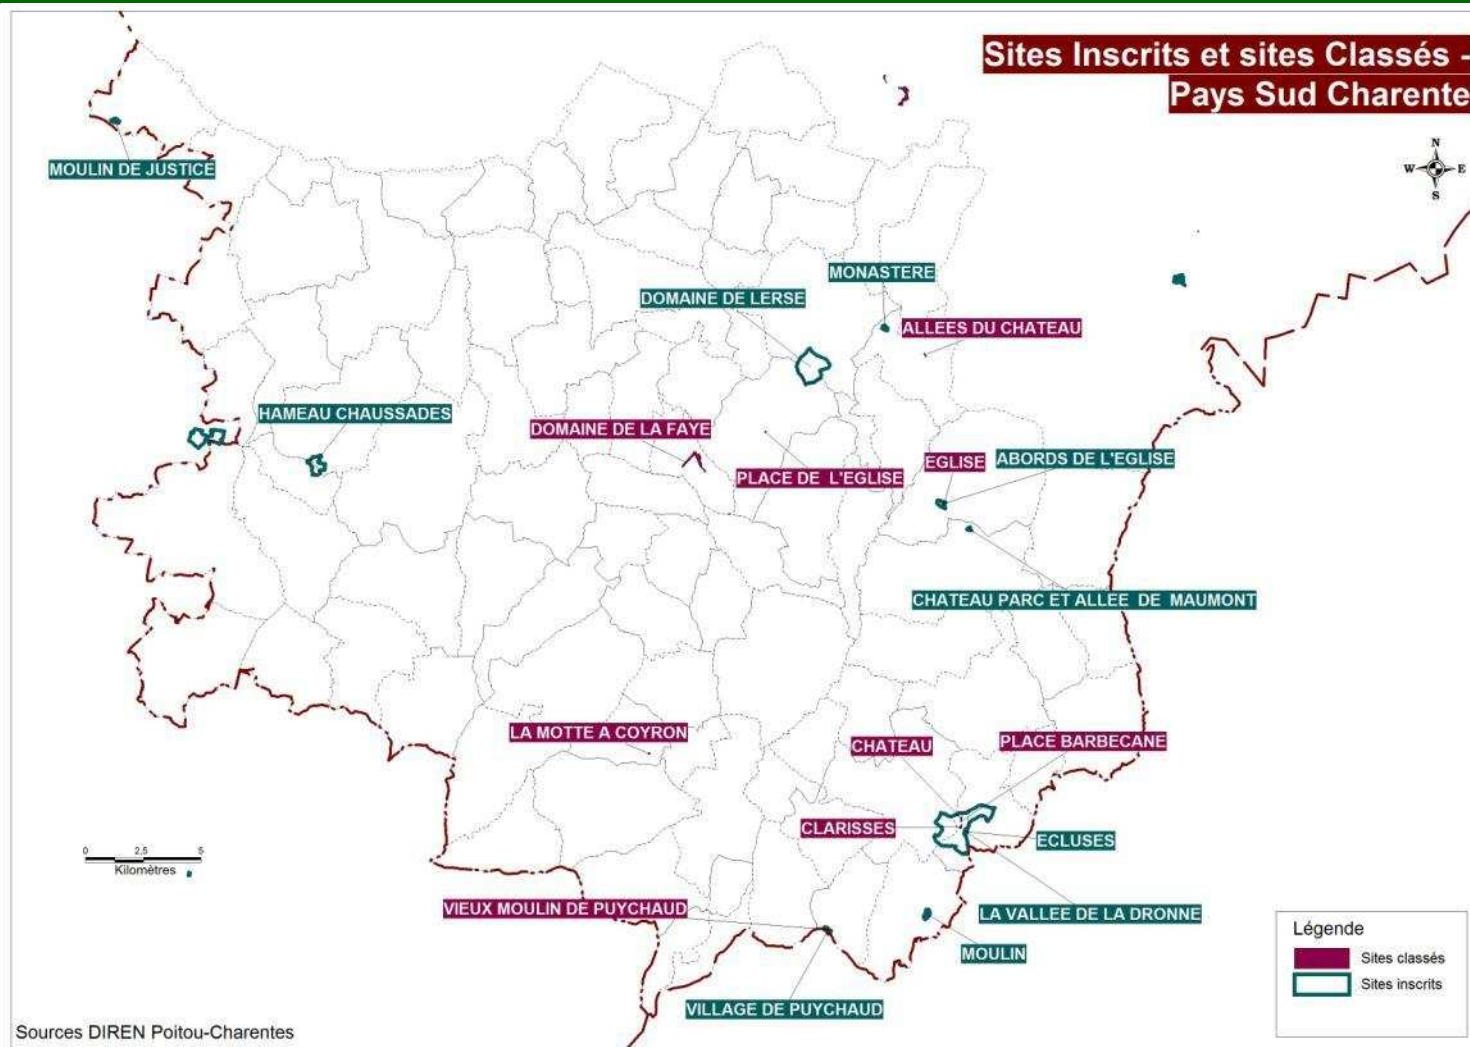 Sites Inscrits et sites Classés -
Pays Sud Charente
N
W E
S
MOULIN DE JUSTICE
MONASTERE
DOMAINE DE LERSE
ALLEES DU CHATEAU
HAMEAU CHAUSSADES
DOMAINE DE LA FAYE
PLACE DE L'EGLISE
EGLISE
ABORDS DE L'EGLISE
CHATEAU PARC ET ALLEE DE MAUMONT
LA MOTTE A COYRON
CHATEAU
PLACE BARBECANE
CLARISSES
ECLUSES
0 2,5 5
Kilomètres
VIEUX MOULIN DE PUYCHAUD
LA VALLEE DE LA DRONNE
MOULIN
VILLAGE DE PUYCHAUD
Légende
Sites classés
Sites inscrits
Sources DIREN Poitou-Charentes